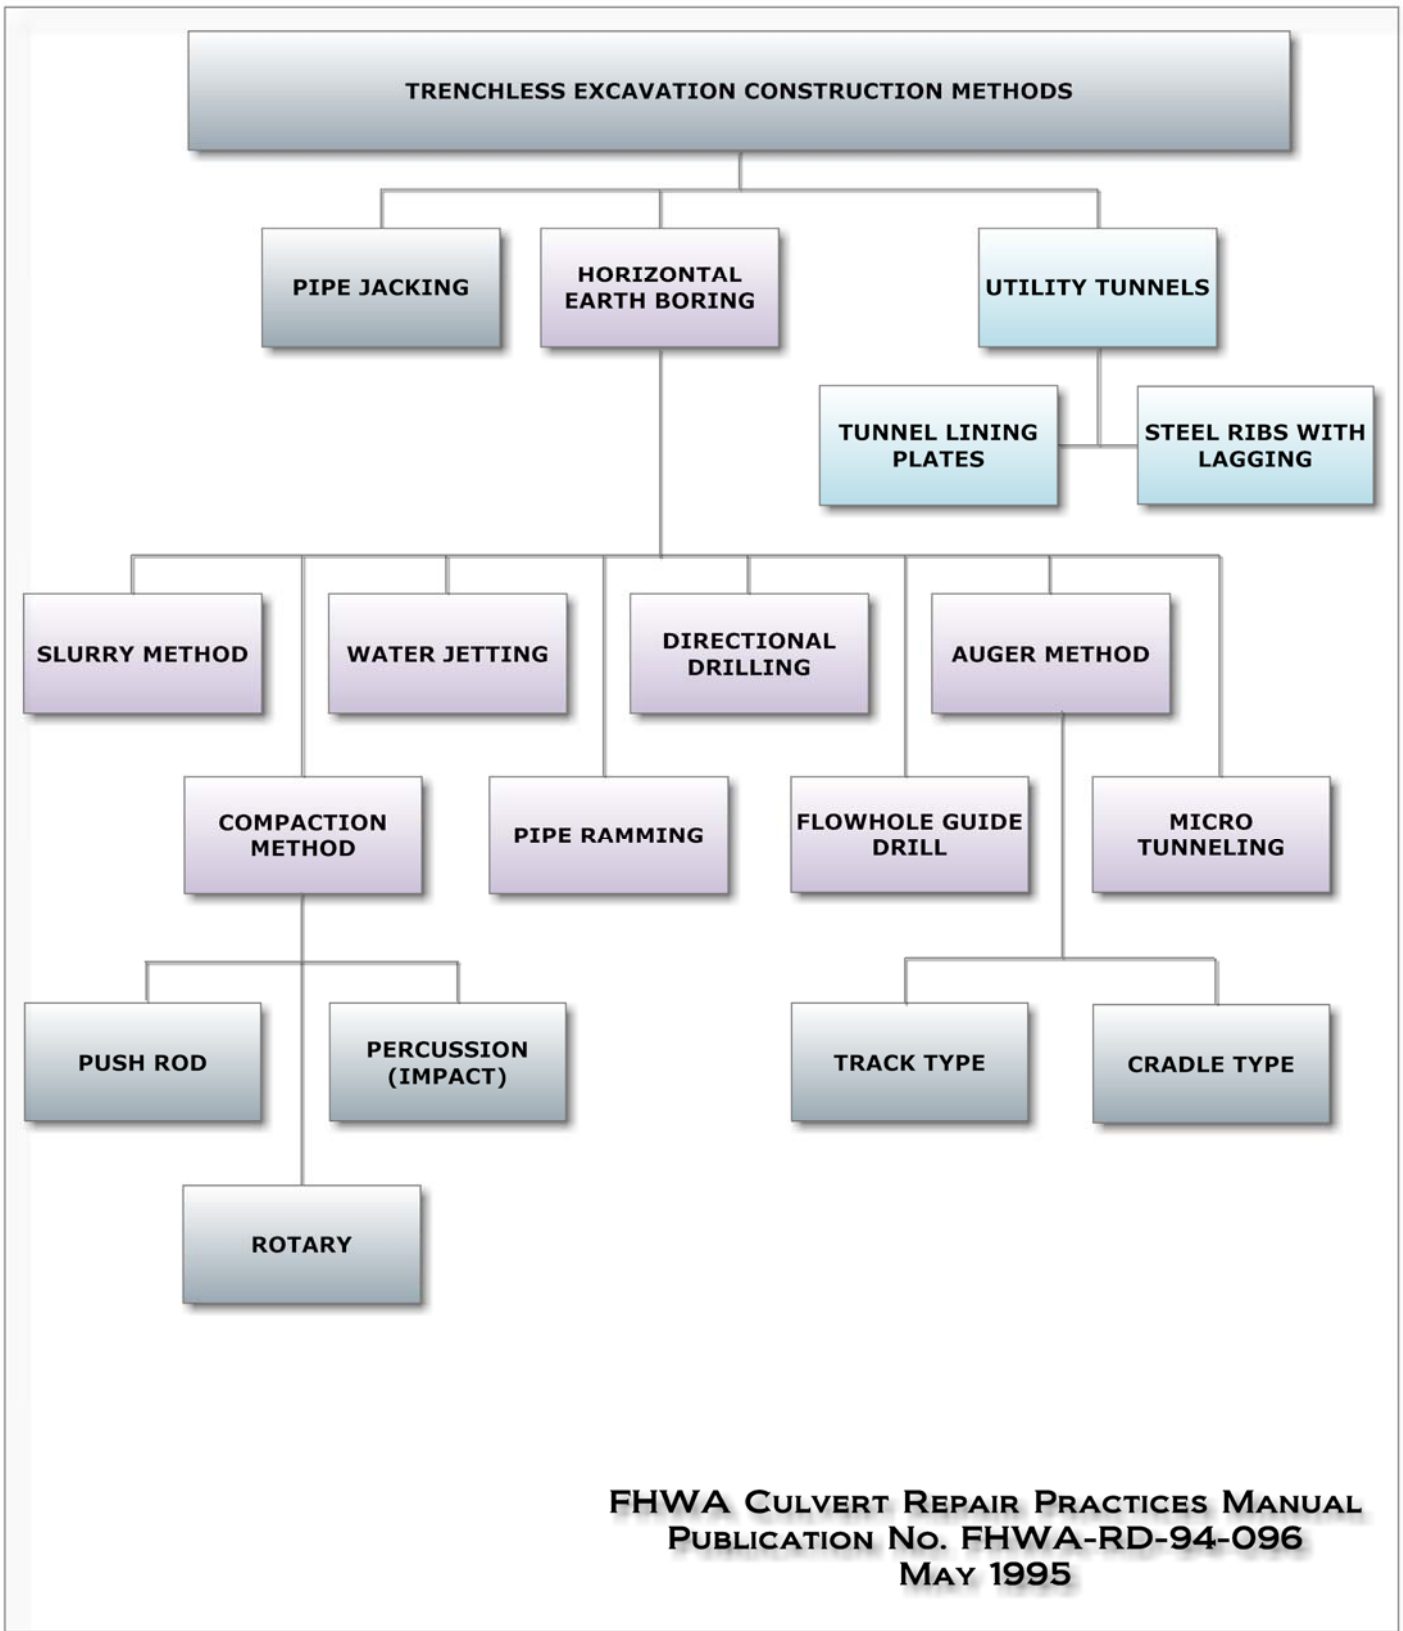 TRENCHLESS EXCAVATION CONSTRUCTION METHODS
PIPE JACKING
HORIZONTAL
EARTH BORING
UTILITY TUNNELS
TUNNEL LINING
PLATES
STEEL RIBS WITH
LAGGING
SLURRY METHOD
WATER JETTING
DIRECTIONAL
DRILLING
AUGER METHOD
COMPACTION
METHOD
PIPE RAMMING
FLOWHOLE GUIDE
DRILL
MICRO
TUNNELING
PUSH ROD
PERCUSSION
(IMPACT)
TRACK TYPE
CRADLE TYPE
ROTARY
FHWA CULVERT REPAIR PRACTICES MANUAL
PUBLICATION NO. FHWA-RD-94-096
MAY 1995